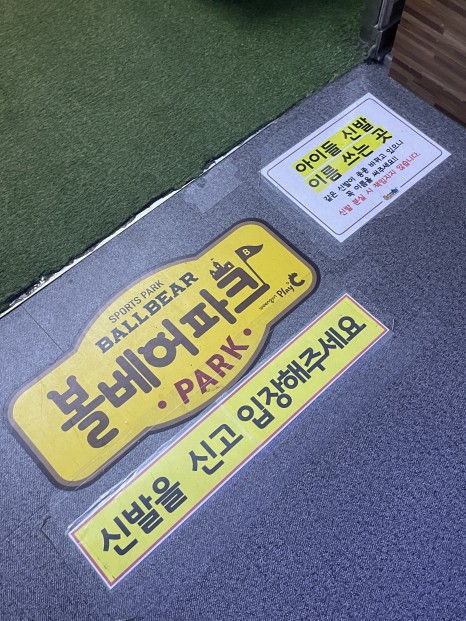 아이들 신발
이름 쓰는 곳
같은 신발이 종종 바뀌고 있으니
꼭 이름을 써주세요!!
신발 분실 시 책임지지 않습니다.
SPORTS PARK
BALLBEAR
볼베어파크
B
PARK
Play
신발을 신고 입장해주세요